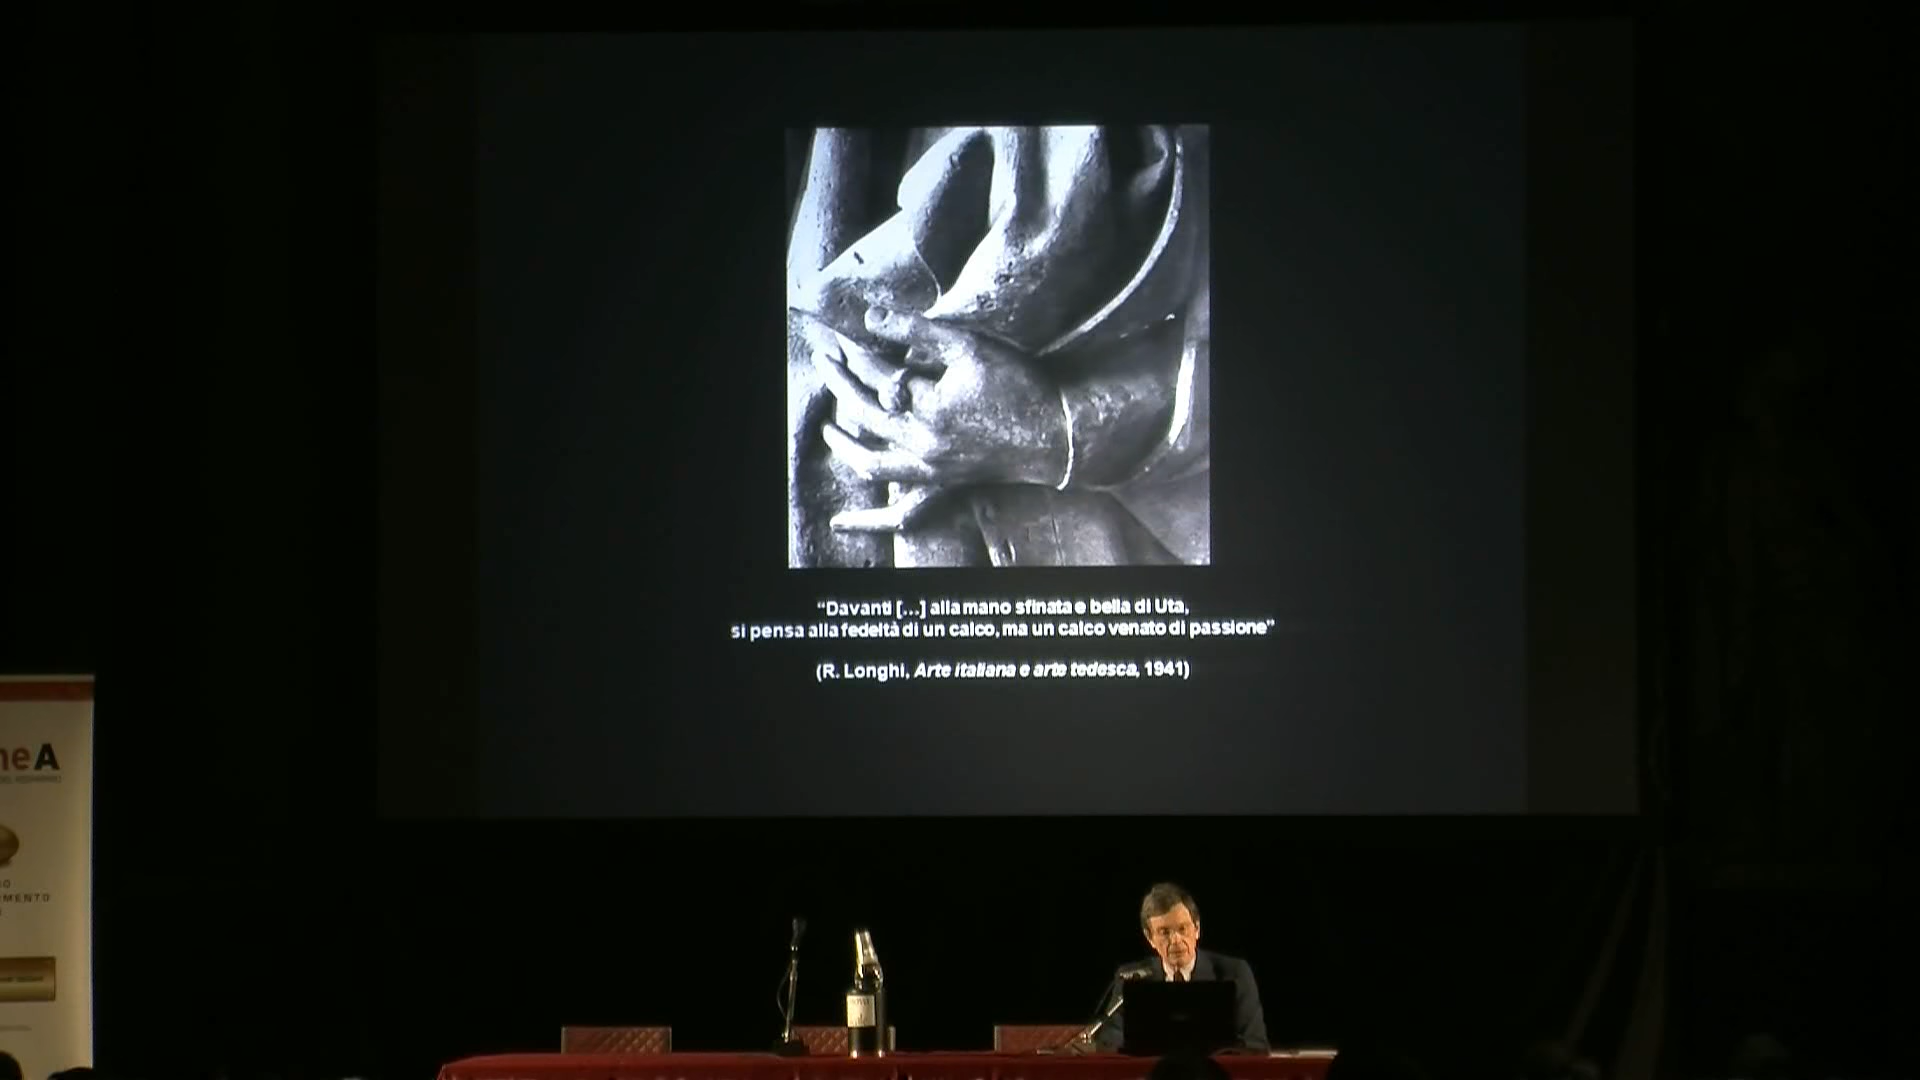 “Davanti [...] alla mano sfinata e bella di Uta,
si pensa alla fedeltà di un calco, ma un calco venato di passione”
(R. Longhi, Arte italiana e arte tedesca, 1941)
neA